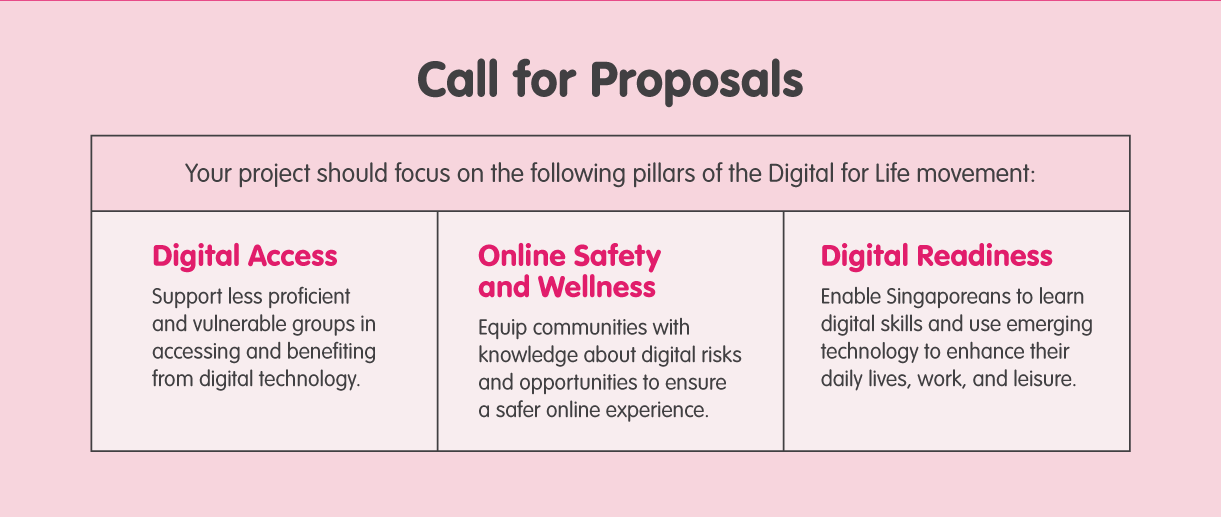 Call for Proposals
Your project should focus on the following pillars of the Digital for Life movement:
Digital Access
Support less proficient
and vulnerable groups in
accessing and benefiting
from digital technology.
Online Safety
and Wellness
Equip communities with
knowledge about digital risks
and opportunities to ensure
a safer online experience.
Digital Readiness
Enable Singaporeans to learn
digital skills and use emerging
technology to enhance their
daily lives, work, and leisure.